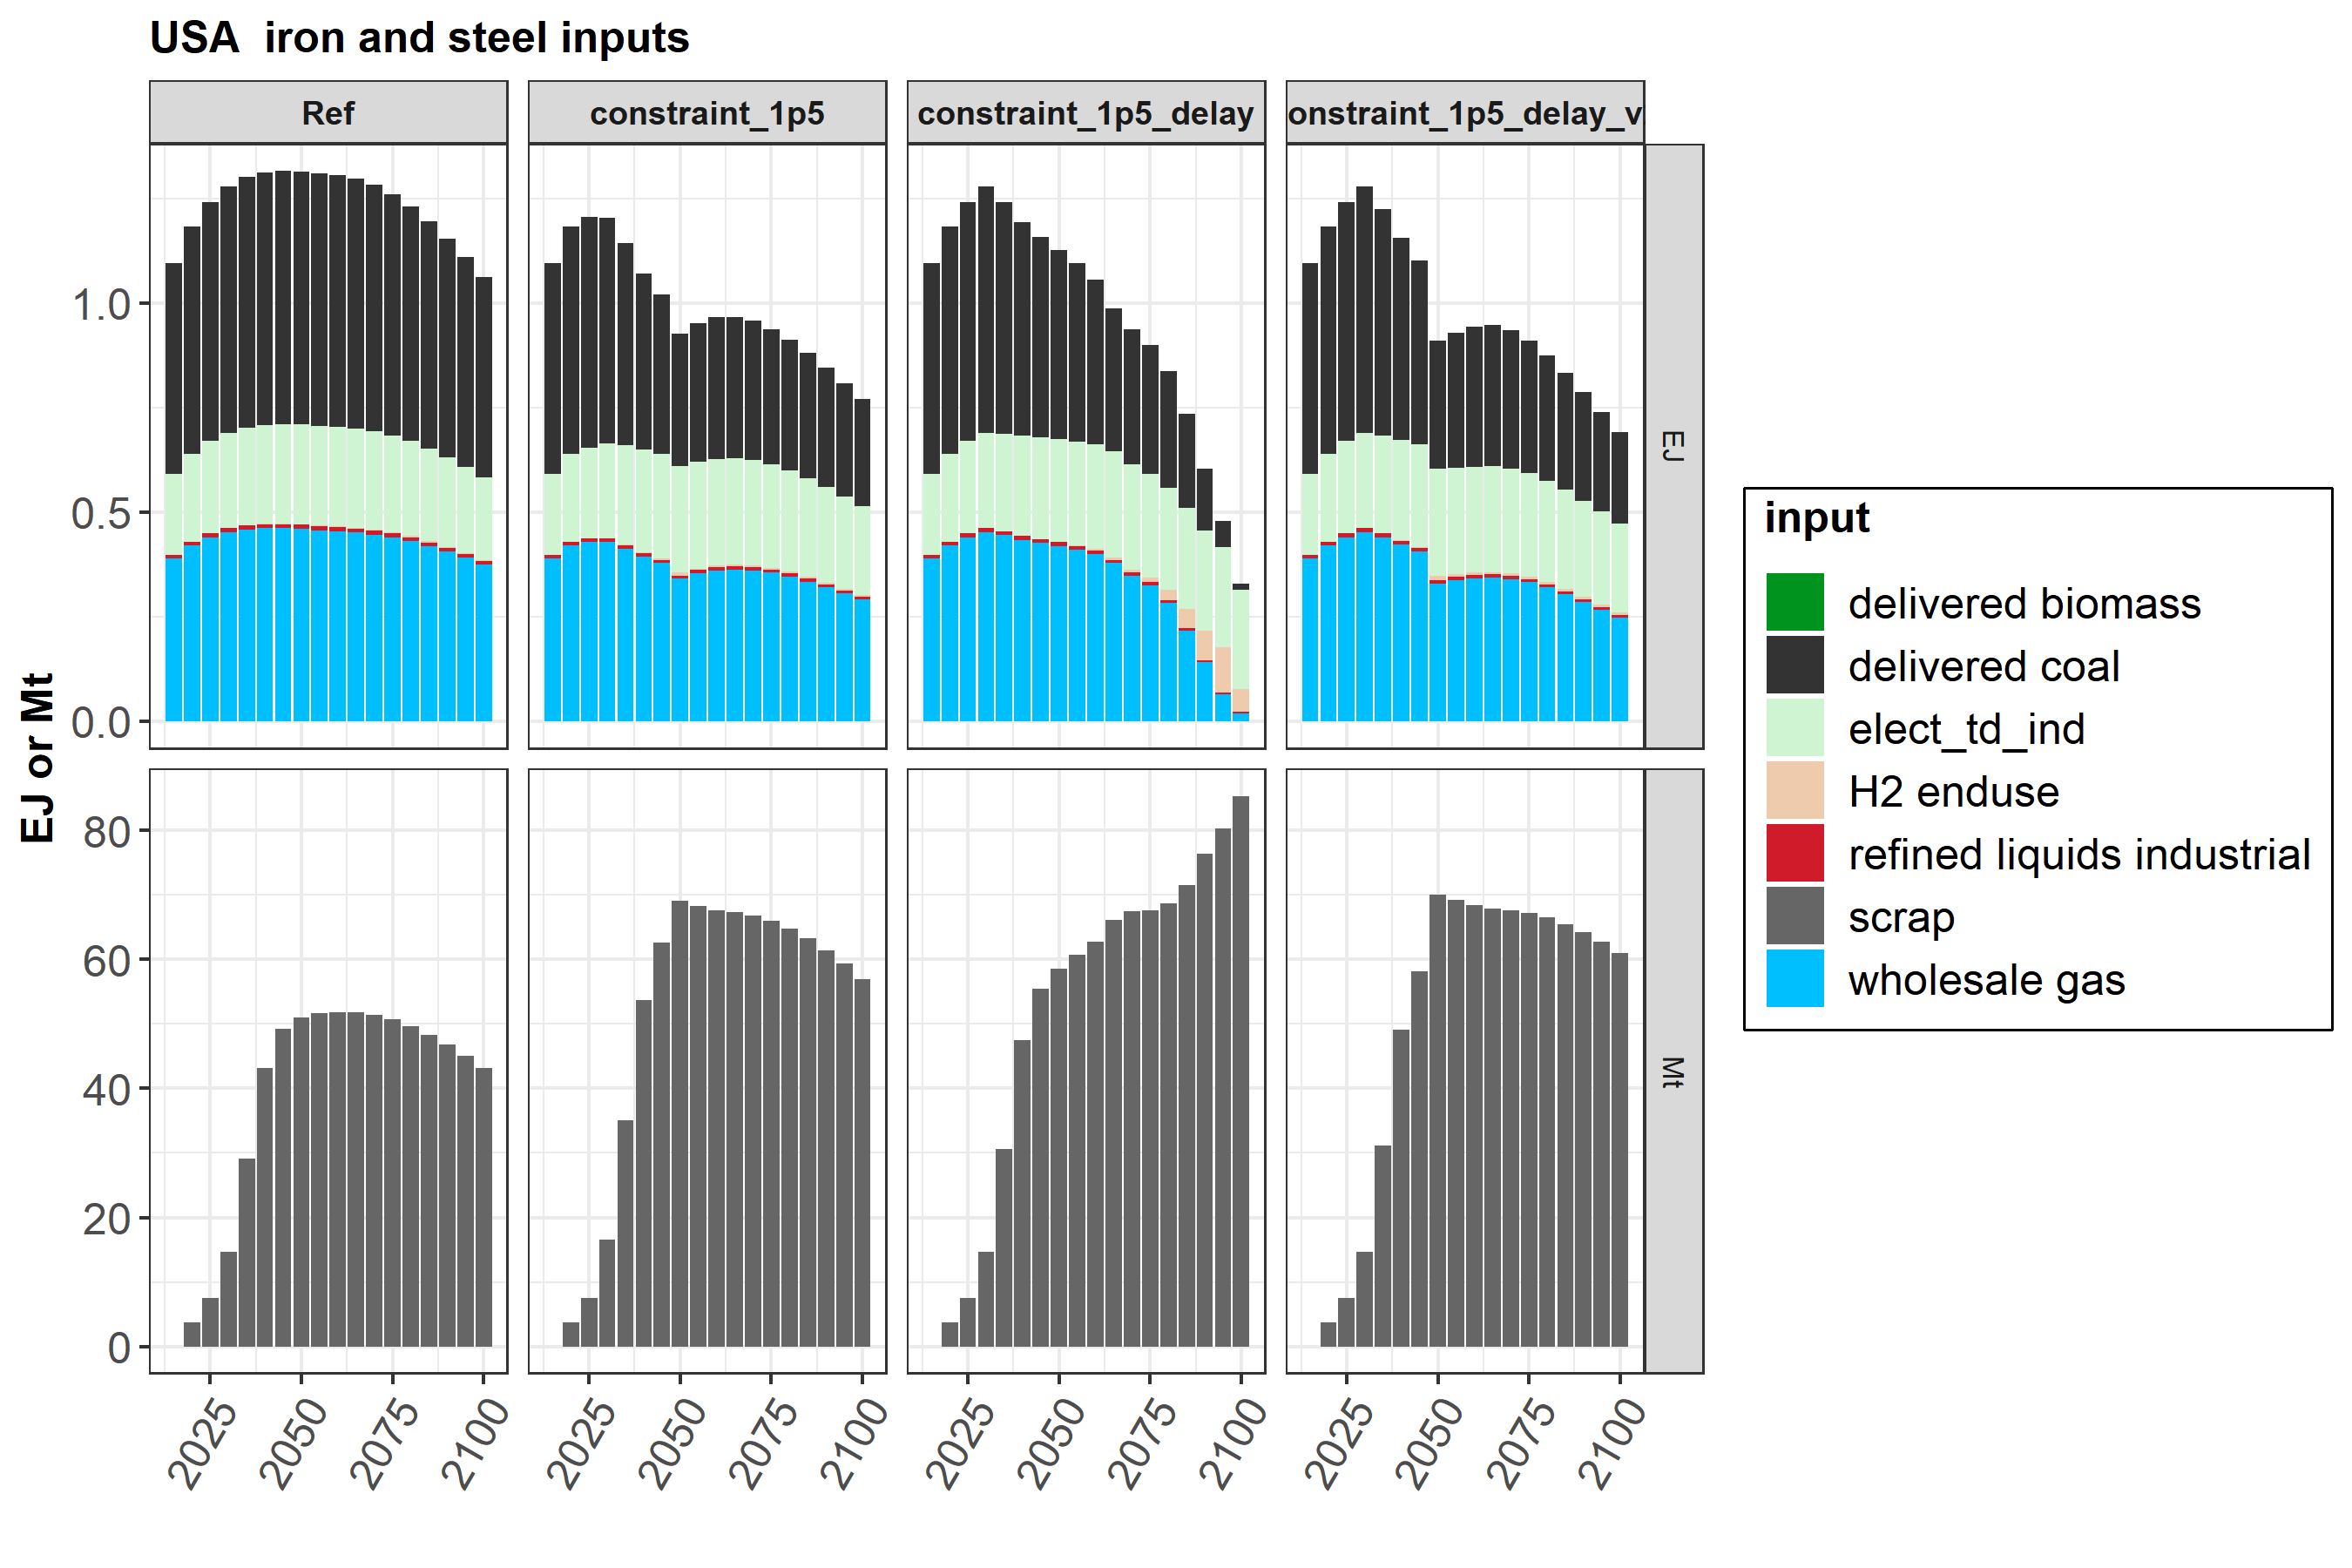 USA  iron and steel inputs
Ref
constraint_1p5
constraint_1p5_delay
onstraint_1p5_delay_v
1.0
0.5
0.0
EJ
80
60
40
20
0
Mt
EJ or Mt
2025
2050
2075
2100
2025
2050
2075
2100
2025
2050
2075
2100
2025
2050
2075
2100
input
delivered biomass
delivered coal
elect_td_ind
H2 enduse
refined liquids industrial
scrap
wholesale gas